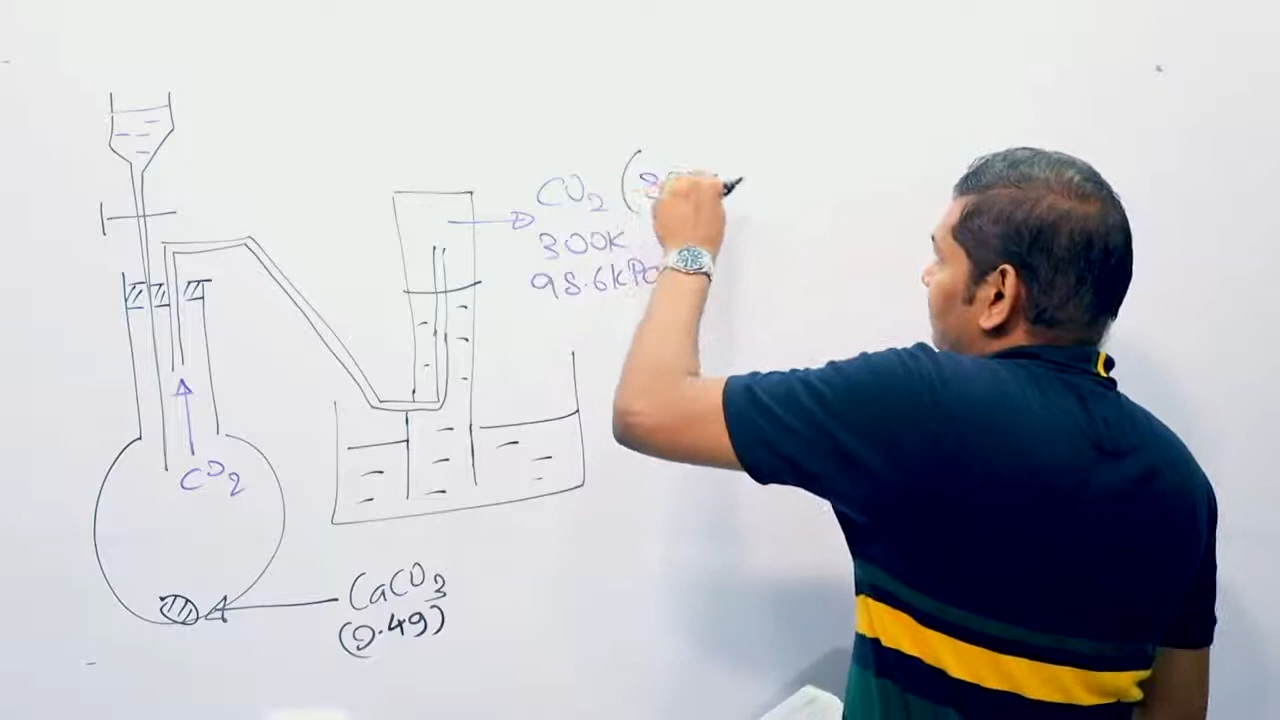 CO2 (
300K
98.6kPa
CO2
CaCO3
(0.4g)